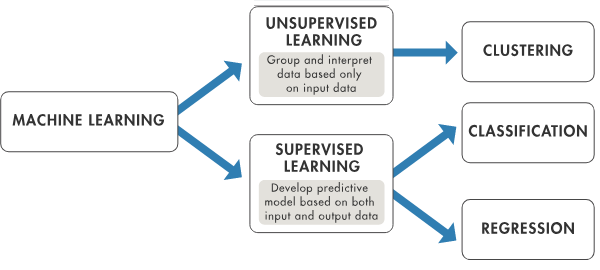 MACHINE LEARNING
UNSUPERVISED
LEARNING
Group and interpret
data based only
on input data
CLUSTERING
SUPERVISED
LEARNING
Develop predictive
model based on both
input and output data
CLASSIFICATION
REGRESSION